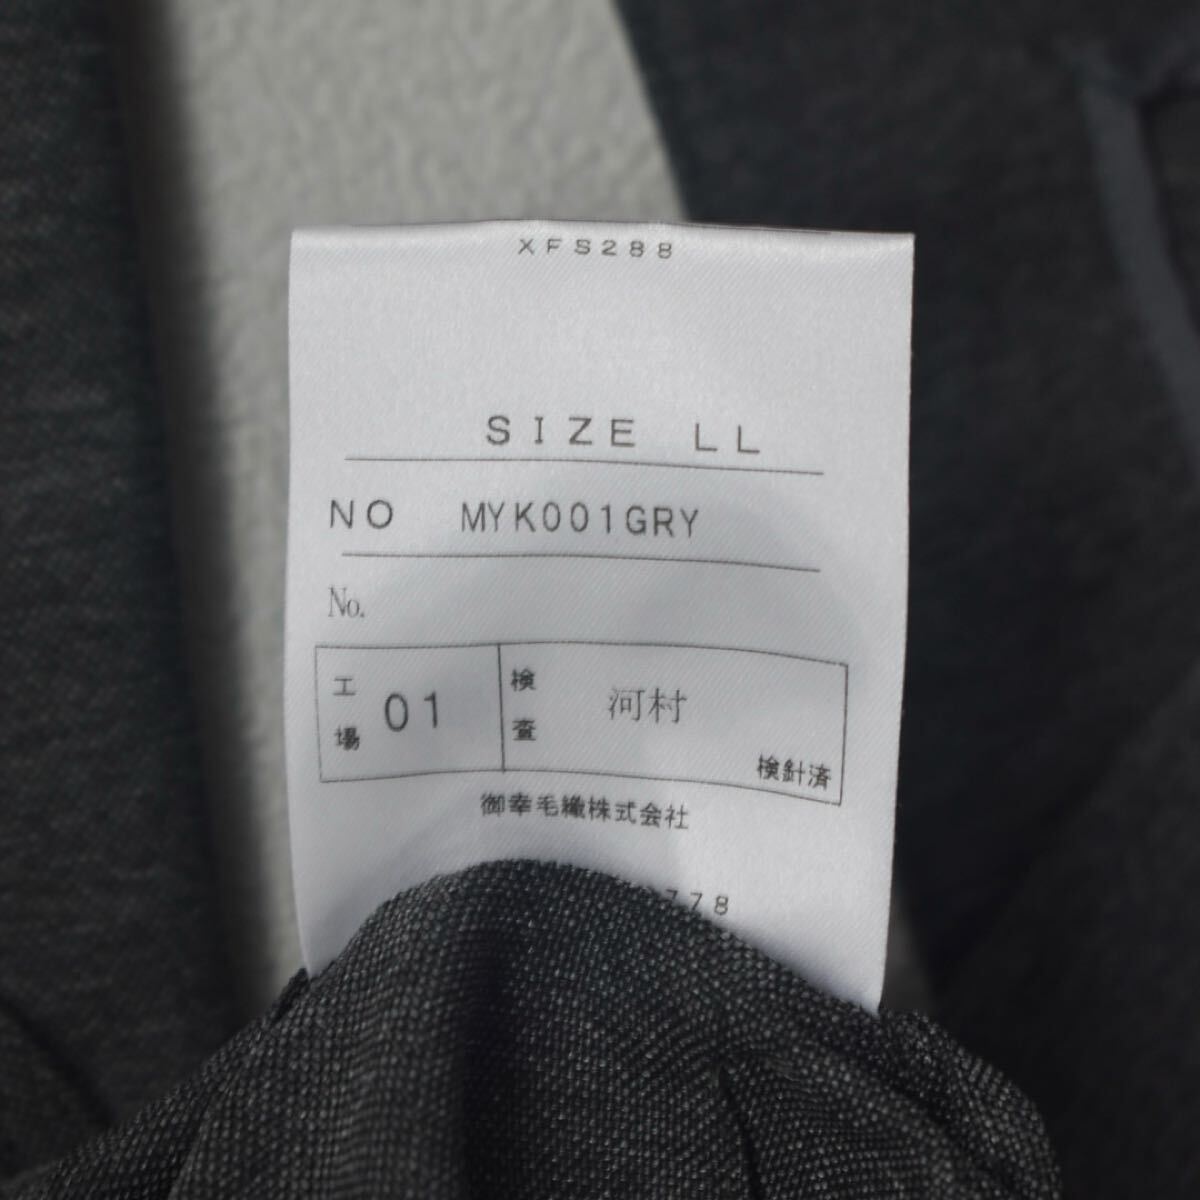 XFS288
SIZE LL
NO MYK001GRY
No.
工場 01 検査 河村
検針済
御幸毛織株式会社
778